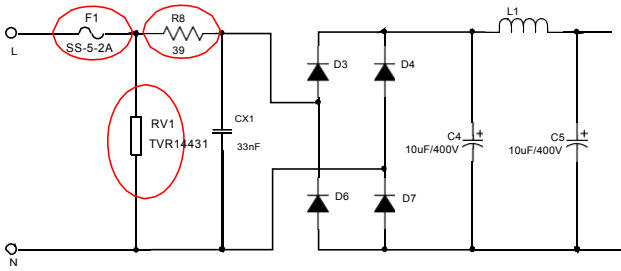 F1
R8
L1
L
SS-5-2A
39
D3
D4
RV1
TVR14431
CX1
33nF
C4
10uF/400V
C5
10uF/400V
D6
D7
N